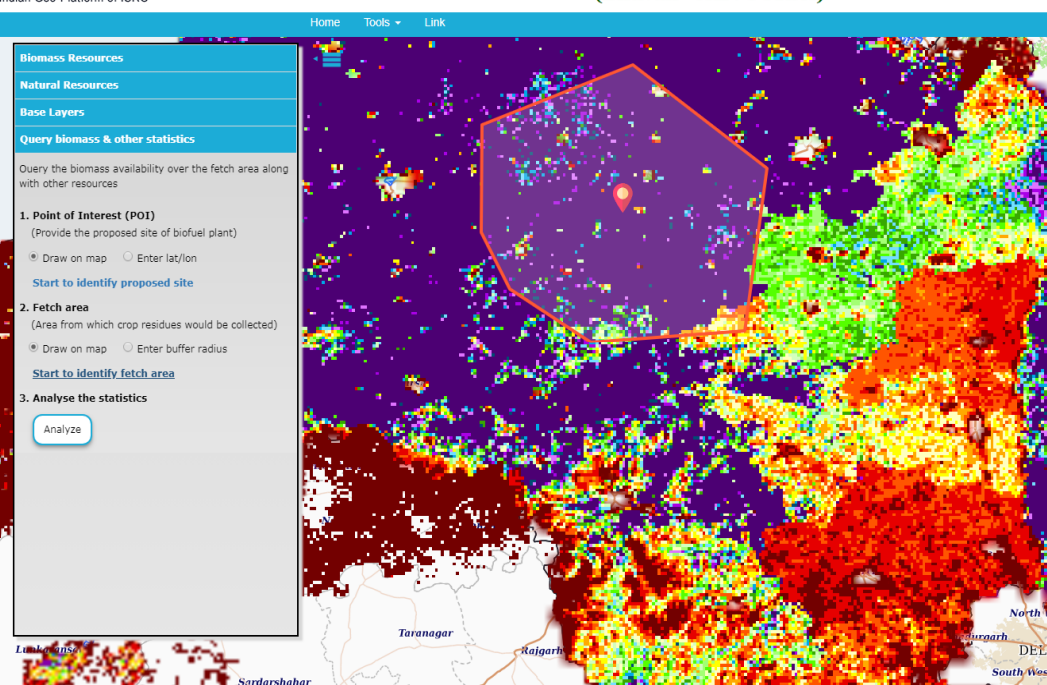 Home Tools Link
Biomass Resources
Natural Resources
Base Layers
Query biomass & other statistics
Query the biomass availability over the fetch area along
with other resources
1. Point of Interest (POI)
(Provide the proposed site of biofuel plant)
Draw on map Enter lat/lon
Start to identify proposed site
2. Fetch area
(Area from which crop residues would be collected)
Draw on map Enter buffer radius
Start to identify fetch area
3. Analyse the statistics
Analyze
North
Taranagar
Rajgarh
DEL
South Wes
Sardarshahar